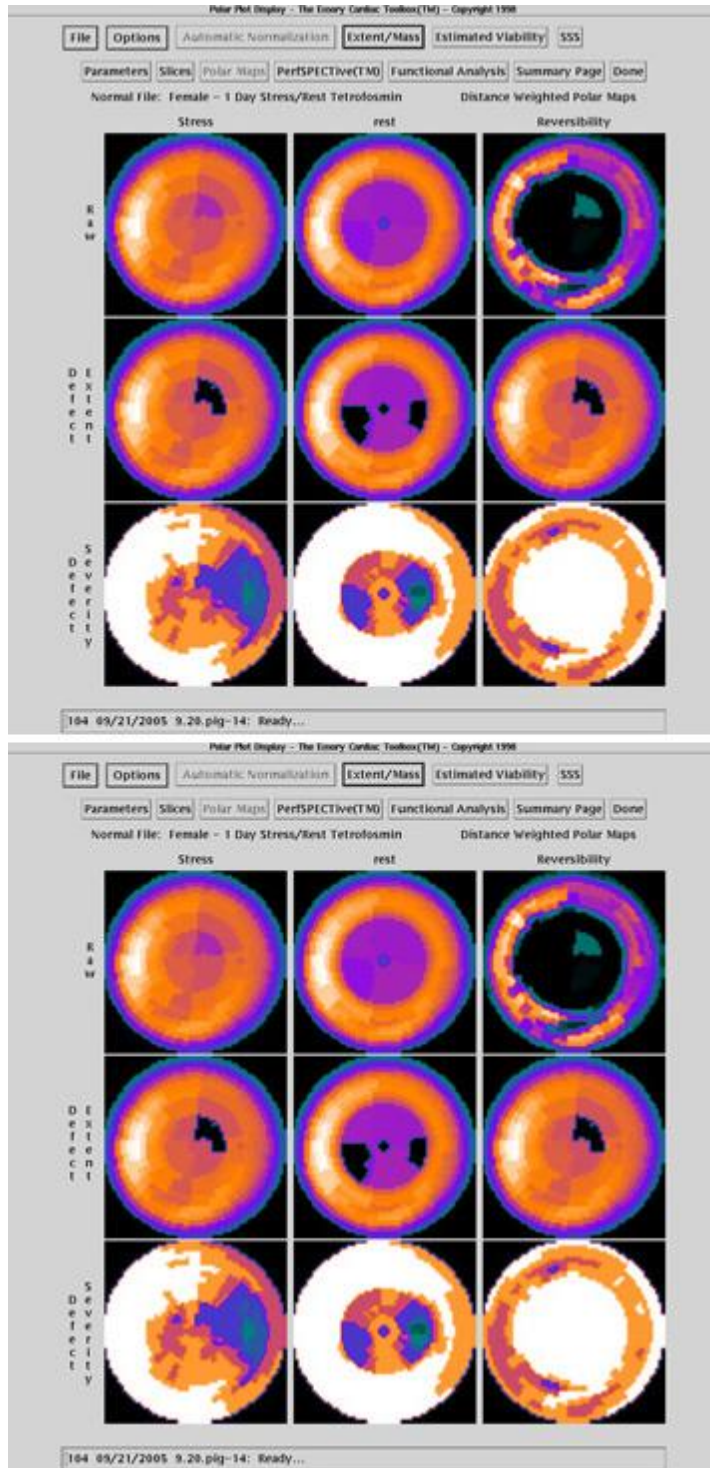 Polar Plot Display - The Emory Cardiac Toolbox(TM) - Copyright 1998
File Options Automatic Normalization Extent/Mass Estimated Viability SSS
Parameters Slices Polar Maps PerfSPECTive(TM) Functional Analysis Summary Page Done
Normal File: Female - 1 Day Stress/Rest Tetrofosmin Distance Weighted Polar Maps
Stress rest Reversibility
Raw
Defect Extent
Defect Severity
104 09/21/2005 9.20.pig-14: Ready...
Polar Plot Display - The Emory Cardiac Toolbox(TM) - Copyright 1998
File Options Automatic Normalization Extent/Mass Estimated Viability SSS
Parameters Slices Polar Maps PerfSPECTive(TM) Functional Analysis Summary Page Done
Normal File: Female - 1 Day Stress/Rest Tetrofosmin Distance Weighted Polar Maps
Stress rest Reversibility
Raw
Defect Extent
Defect Severity
104 09/21/2005 9.20.pig-14: Ready...